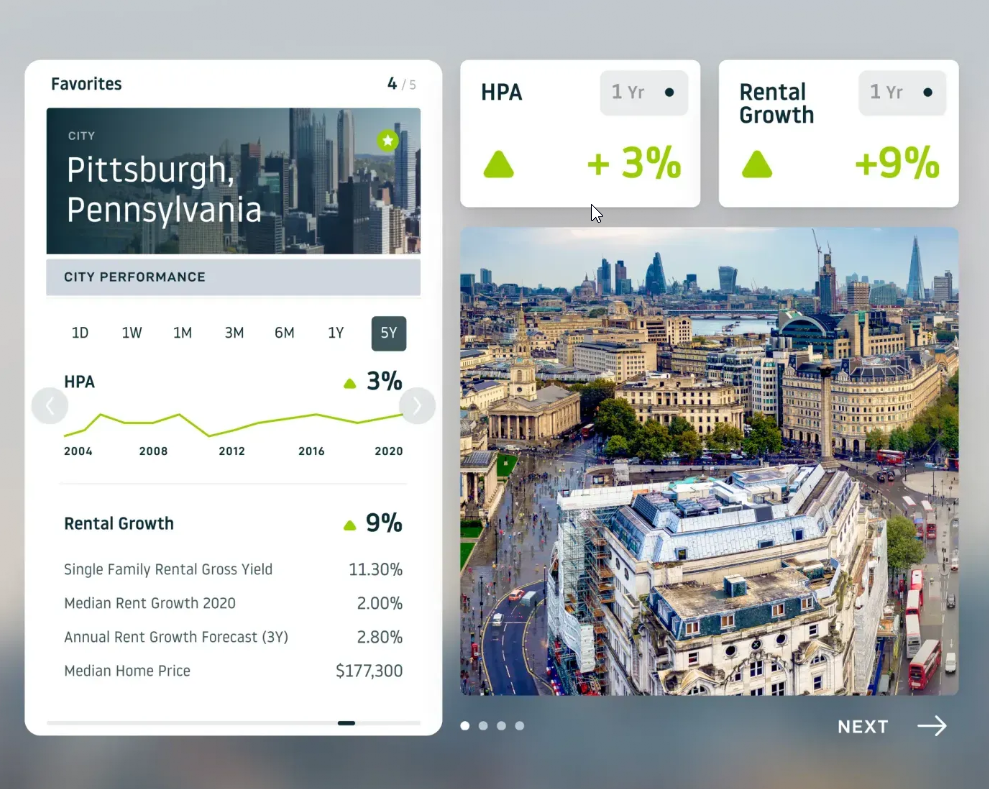 Favorites
4 / 5
CITY
Pittsburgh,
Pennsylvania
CITY PERFORMANCE
1D 1W 1M 3M 6M 1Y 5Y
HPA 3%
2004 2008 2012 2016 2020
Rental Growth 9%
Single Family Rental Gross Yield 11.30%
Median Rent Growth 2020 2.00%
Annual Rent Growth Forecast (3Y) 2.80%
Median Home Price $177,300
HPA
1 Yr
+ 3%
Rental
Growth
1 Yr
+9%
NEXT